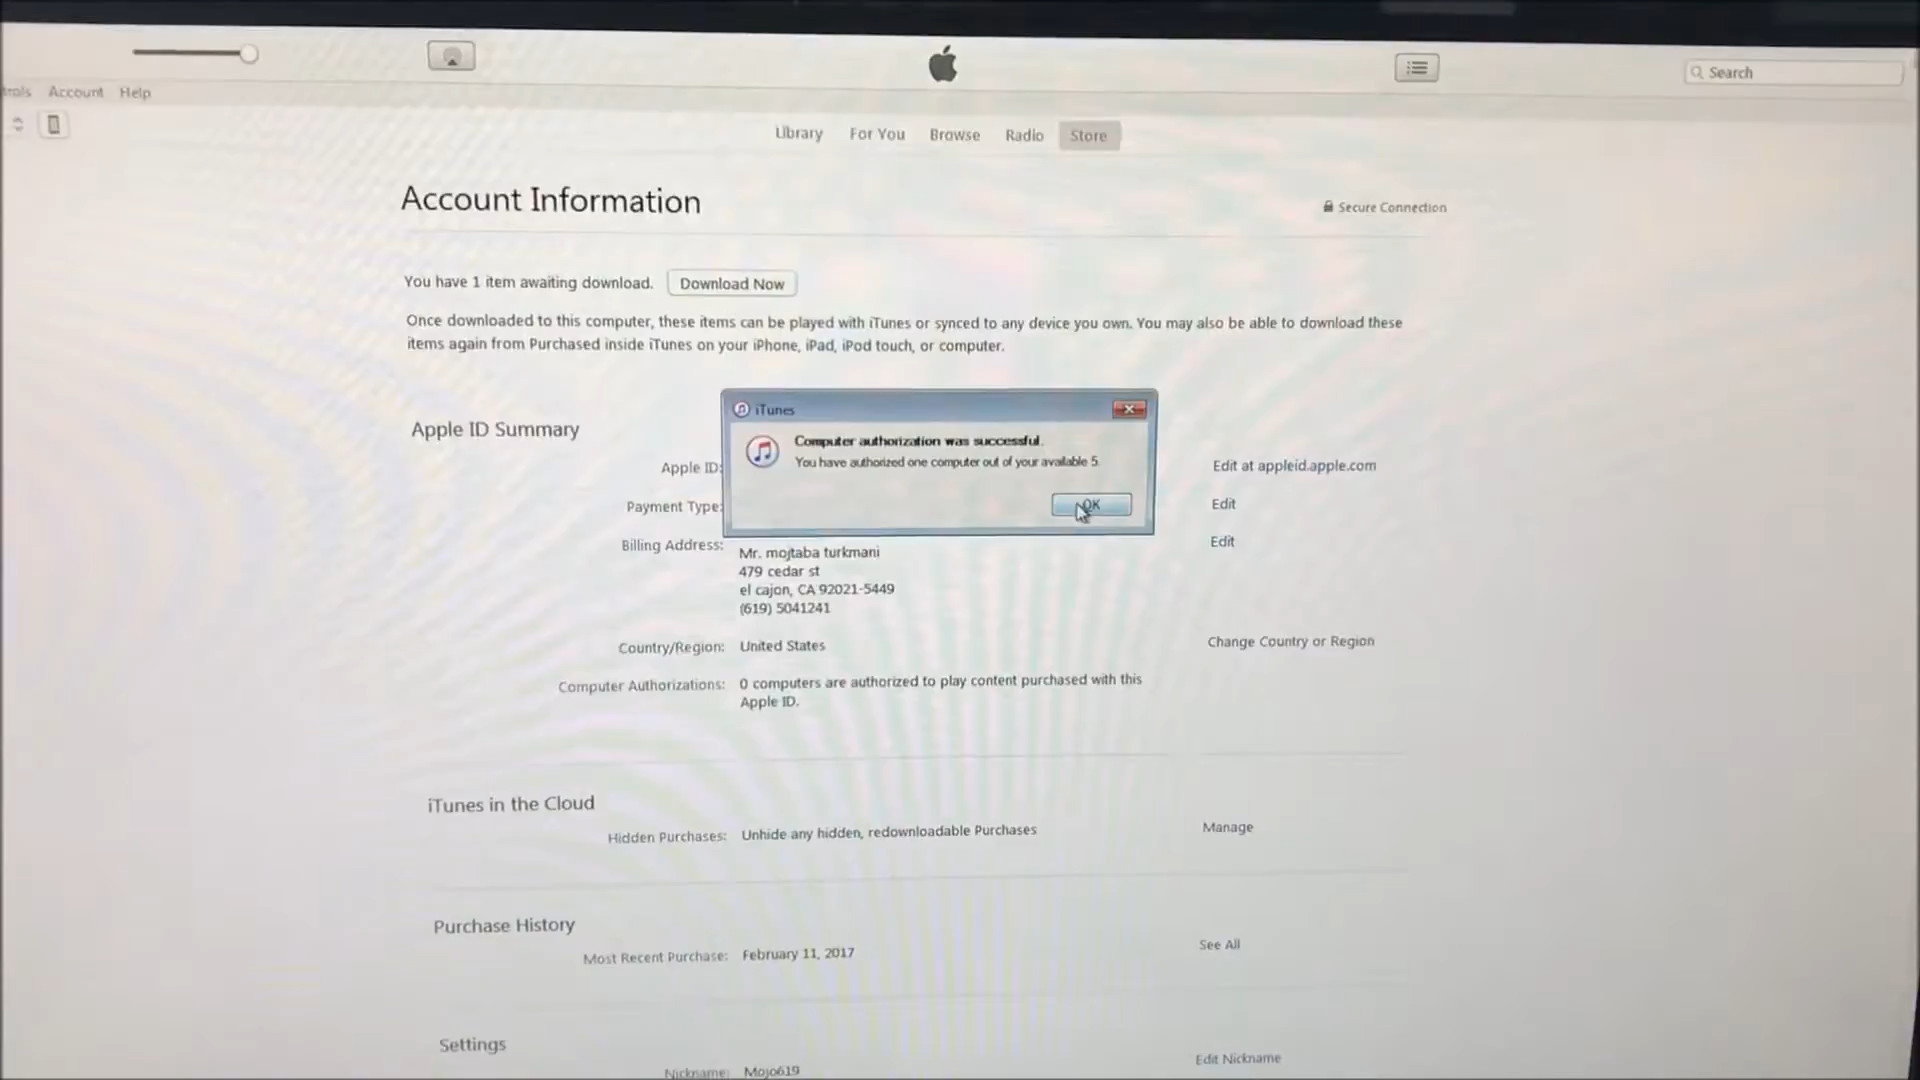 Search
Account Help
Library For You Browse Radio Store
Account Information
Secure Connection
You have 1 item awaiting download. Download Now
Once downloaded to this computer, these items can be played with iTunes or synced to any device you own. You may also be able to download these
items again from Purchased inside iTunes on your iPhone, iPad, iPod touch, or computer.
iTunes
Computer authorization was successful.
You have authorized one computer out of your available 5.
OK
Apple ID Summary
Apple ID: Edit at appleid.apple.com
Payment Type: Edit
Billing Address: Edit
Mr. mojtaba turkmani
479 cedar st
el cajon, CA 92021-5449
(619) 5041241
Country/Region: United States Change Country or Region
Computer Authorizations: 0 computers are authorized to play content purchased with this
Apple ID.
iTunes in the Cloud
Hidden Purchases: Unhide any hidden, redownloadable Purchases Manage
Purchase History
Most Recent Purchase: February 11, 2017 See All
Settings
Nickname: Mojo619 Edit Nickname